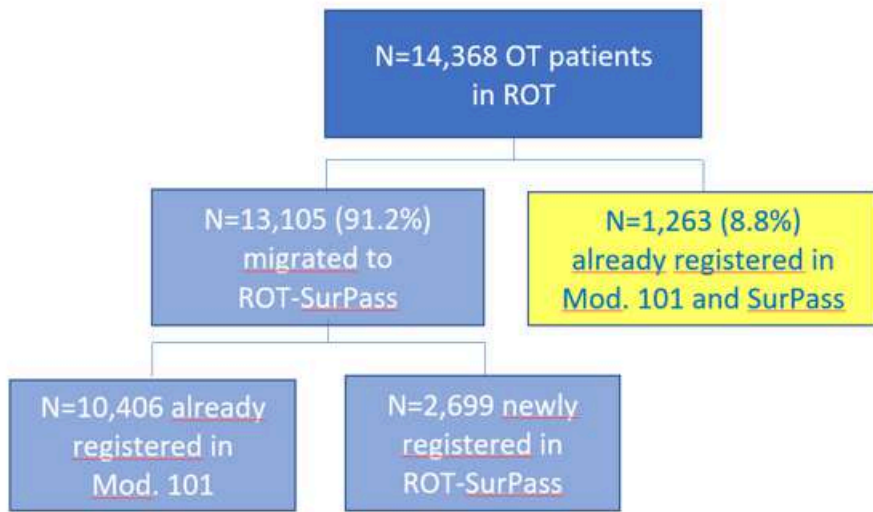 N=14,368 OT patients
in ROT
N=13,105 (91.2%)
migrated to
ROT-SurPass
N=1,263 (8.8%)
already registered in
Mod. 101 and SurPass
N=10,406 already
registered in
Mod. 101
N=2,699 newly
registered in
ROT-SurPass